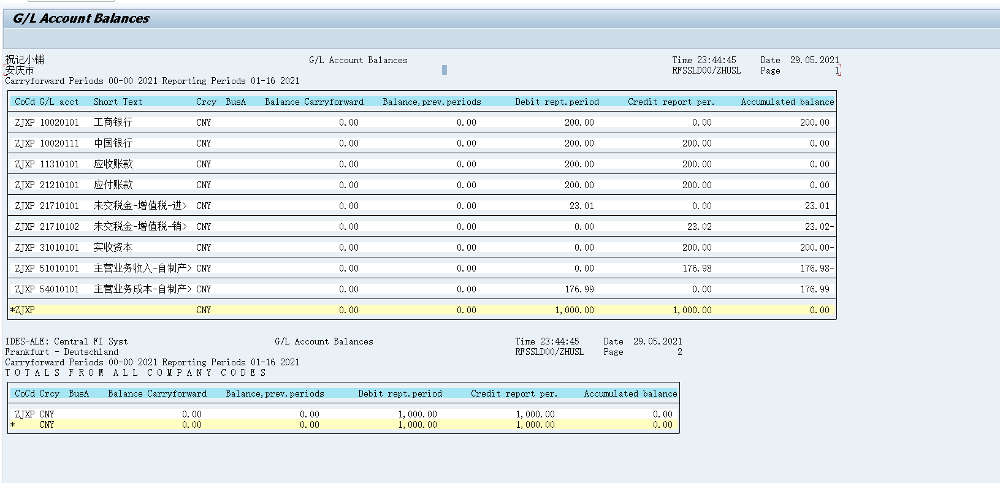 G/L Account Balances
祝记小铺 G/L Account Balances Time 23:44:45 Date 29.05.2021
安庆市 RFSSLD00/ZHUSL Page 1
Carryforward Periods 00-00 2021 Reporting Periods 01-16 2021
CoCd G/L acct Short Text Crcy BusA Balance Carryforward Balance,prev.periods Debit rept.period Credit report per. Accumulated balance
ZJXP 10020101 工商银行 CNY 0.00 0.00 200.00 0.00 200.00
ZJXP 10020111 中国银行 CNY 0.00 0.00 200.00 200.00 0.00
ZJXP 11310101 应收账款 CNY 0.00 0.00 200.00 200.00 0.00
ZJXP 21210101 应付账款 CNY 0.00 0.00 200.00 200.00 0.00
ZJXP 21710101 未交税金-增值税-进> CNY 0.00 0.00 23.01 0.00 23.01
ZJXP 21710102 未交税金-增值税-销> CNY 0.00 0.00 0.00 23.02 23.02-
ZJXP 31010101 实收资本 CNY 0.00 0.00 0.00 200.00 200.00-
ZJXP 51010101 主营业务收入-自制产> CNY 0.00 0.00 0.00 176.98 176.98-
ZJXP 54010101 主营业务成本-自制产> CNY 0.00 0.00 176.99 0.00 176.99
*ZJXP CNY 0.00 0.00 1,000.00 1,000.00 0.00
IDES-ALE: Central FI Syst G/L Account Balances Time 23:44:45 Date 29.05.2021
Frankfurt - Deutschland RFSSLD00/ZHUSL Page 2
Carryforward Periods 00-00 2021 Reporting Periods 01-16 2021
T O T A L S F R O M A L L C O M P A N Y C O D E S
CoCd Crcy BusA Balance Carryforward Balance,prev.periods Debit rept.period Credit report per. Accumulated balance
ZJXP CNY 0.00 0.00 1,000.00 1,000.00 0.00
* CNY 0.00 0.00 1,000.00 1,000.00 0.00